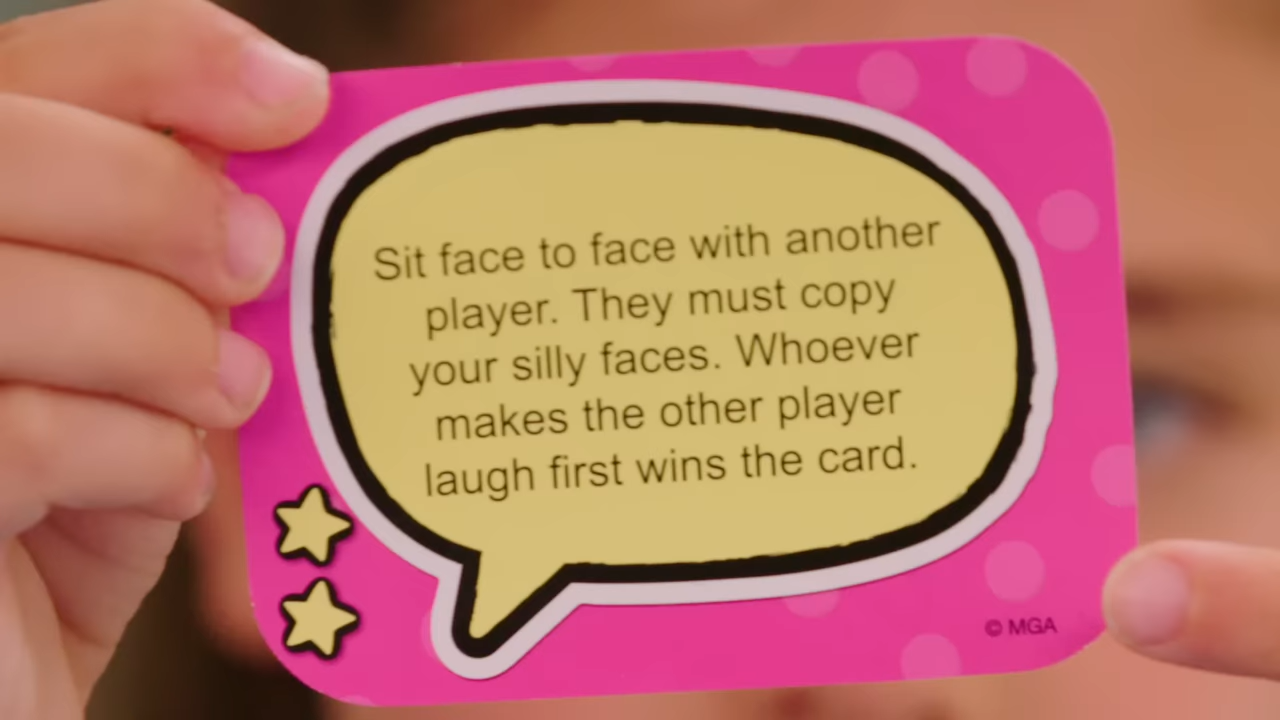 Sit face to face with another
player. They must copy
your silly faces. Whoever
makes the other player
laugh first wins the card.
© MGA